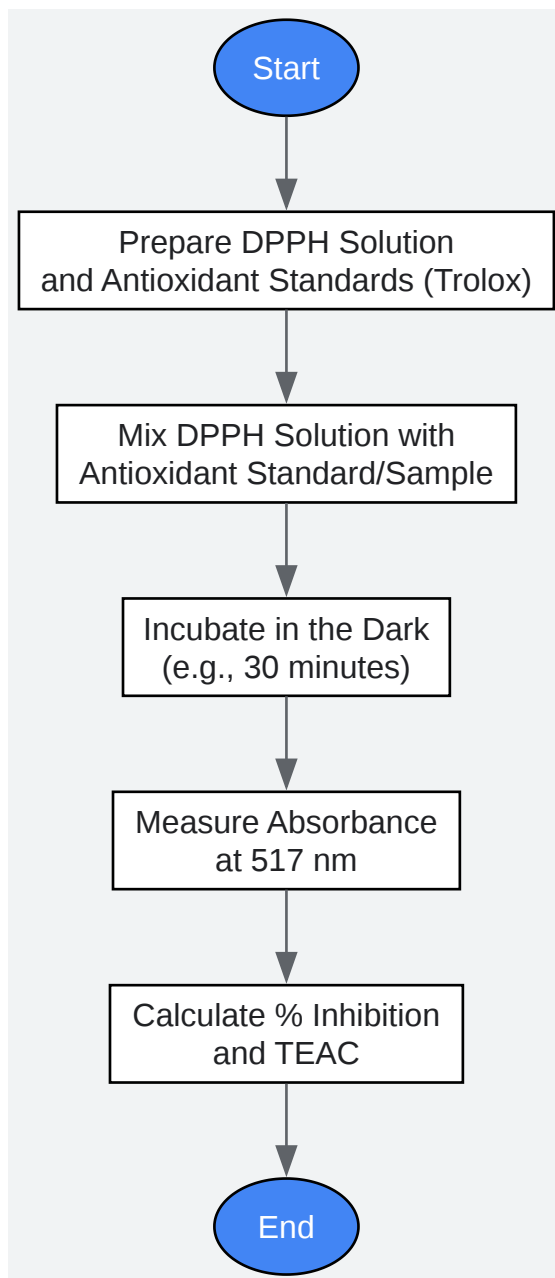 Start
Prepare DPPH Solution
and Antioxidant Standards (Trolox)
Mix DPPH Solution with
Antioxidant Standard/Sample
Incubate in the Dark
(e.g., 30 minutes)
Measure Absorbance
at 517 nm
Calculate % Inhibition
and TEAC
End